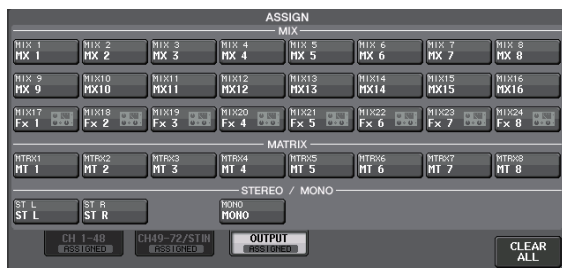 ASSIGN
MIX
MIX 1 MIX 2 MIX 3 MIX 4 MIX 5 MIX 6 MIX 7 MIX 8
MX 1 MX 2 MX 3 MX 4 MX 5 MX 6 MX 7 MX 8
MIX 9 MIX10 MIX11 MIX12 MIX13 MIX14 MIX15 MIX16
MX 9 MX10 MX11 MX12 MX13 MX14 MX15 MX16
MIX17 MIX18 MIX19 MIX20 MIX21 MIX22 MIX23 MIX24
Fx 1 Fx 2 Fx 3 Fx 4 Fx 5 Fx 6 Fx 7 Fx 8
MATRIX
MTRX1 MTRX2 MTRX3 MTRX4 MTRX5 MTRX6 MTRX7 MTRX8
MT 1 MT 2 MT 3 MT 4 MT 5 MT 6 MT 7 MT 8
STEREO / MONO
ST L ST R MONO
ST L ST R MONO
CH 1-48 CH49-72/STIN OUTPUT
ASSIGNED ASSIGNED ASSIGNED
CLEAR
ALL